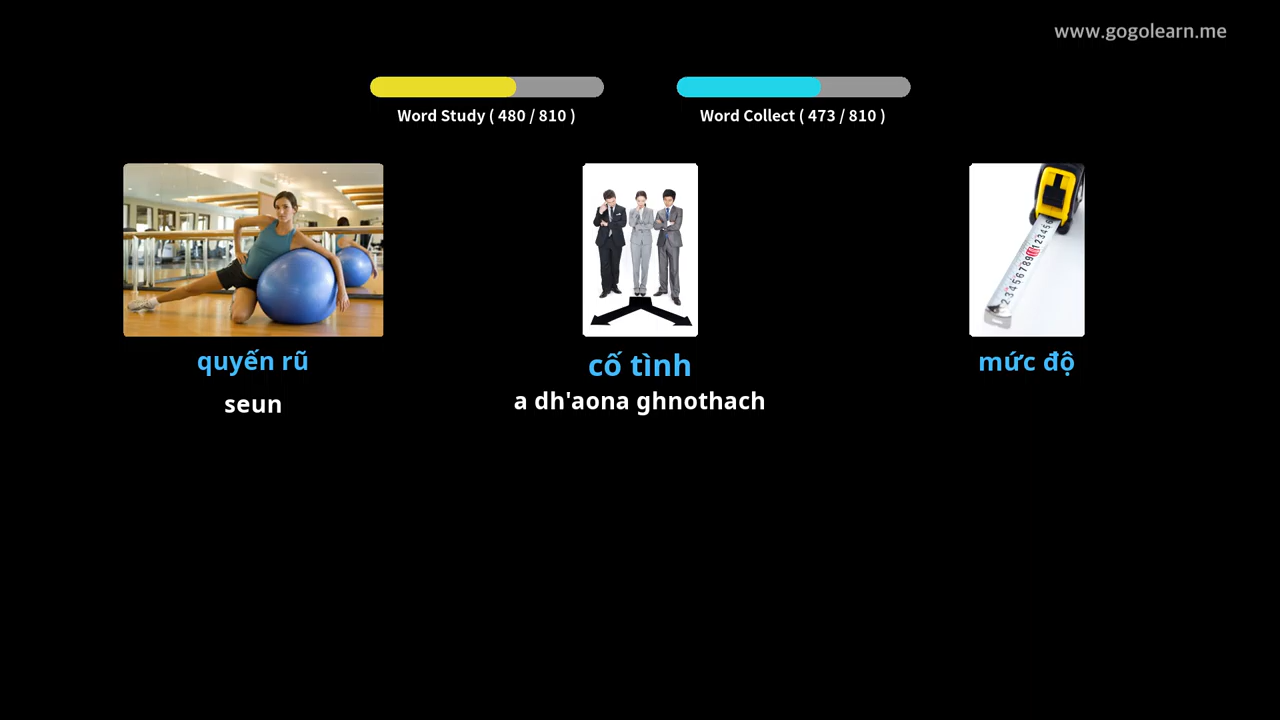 www.gogolearn.me
Word Study ( 480 / 810 )
Word Collect ( 473 / 810 )
quyến rũ
cố tình
mức độ
seun
a dh'aona ghnothach